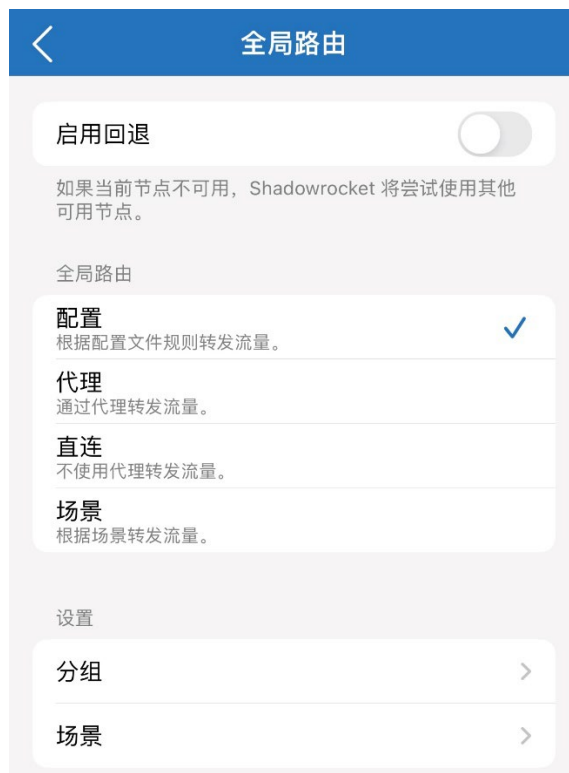 全局路由
启用回退
如果当前节点不可用，Shadowrocket 将尝试使用其他
可用节点。
全局路由
配置
根据配置文件规则转发流量。
代理
通过代理转发流量。
直连
不使用代理转发流量。
场景
根据场景转发流量。
设置
分组
场景